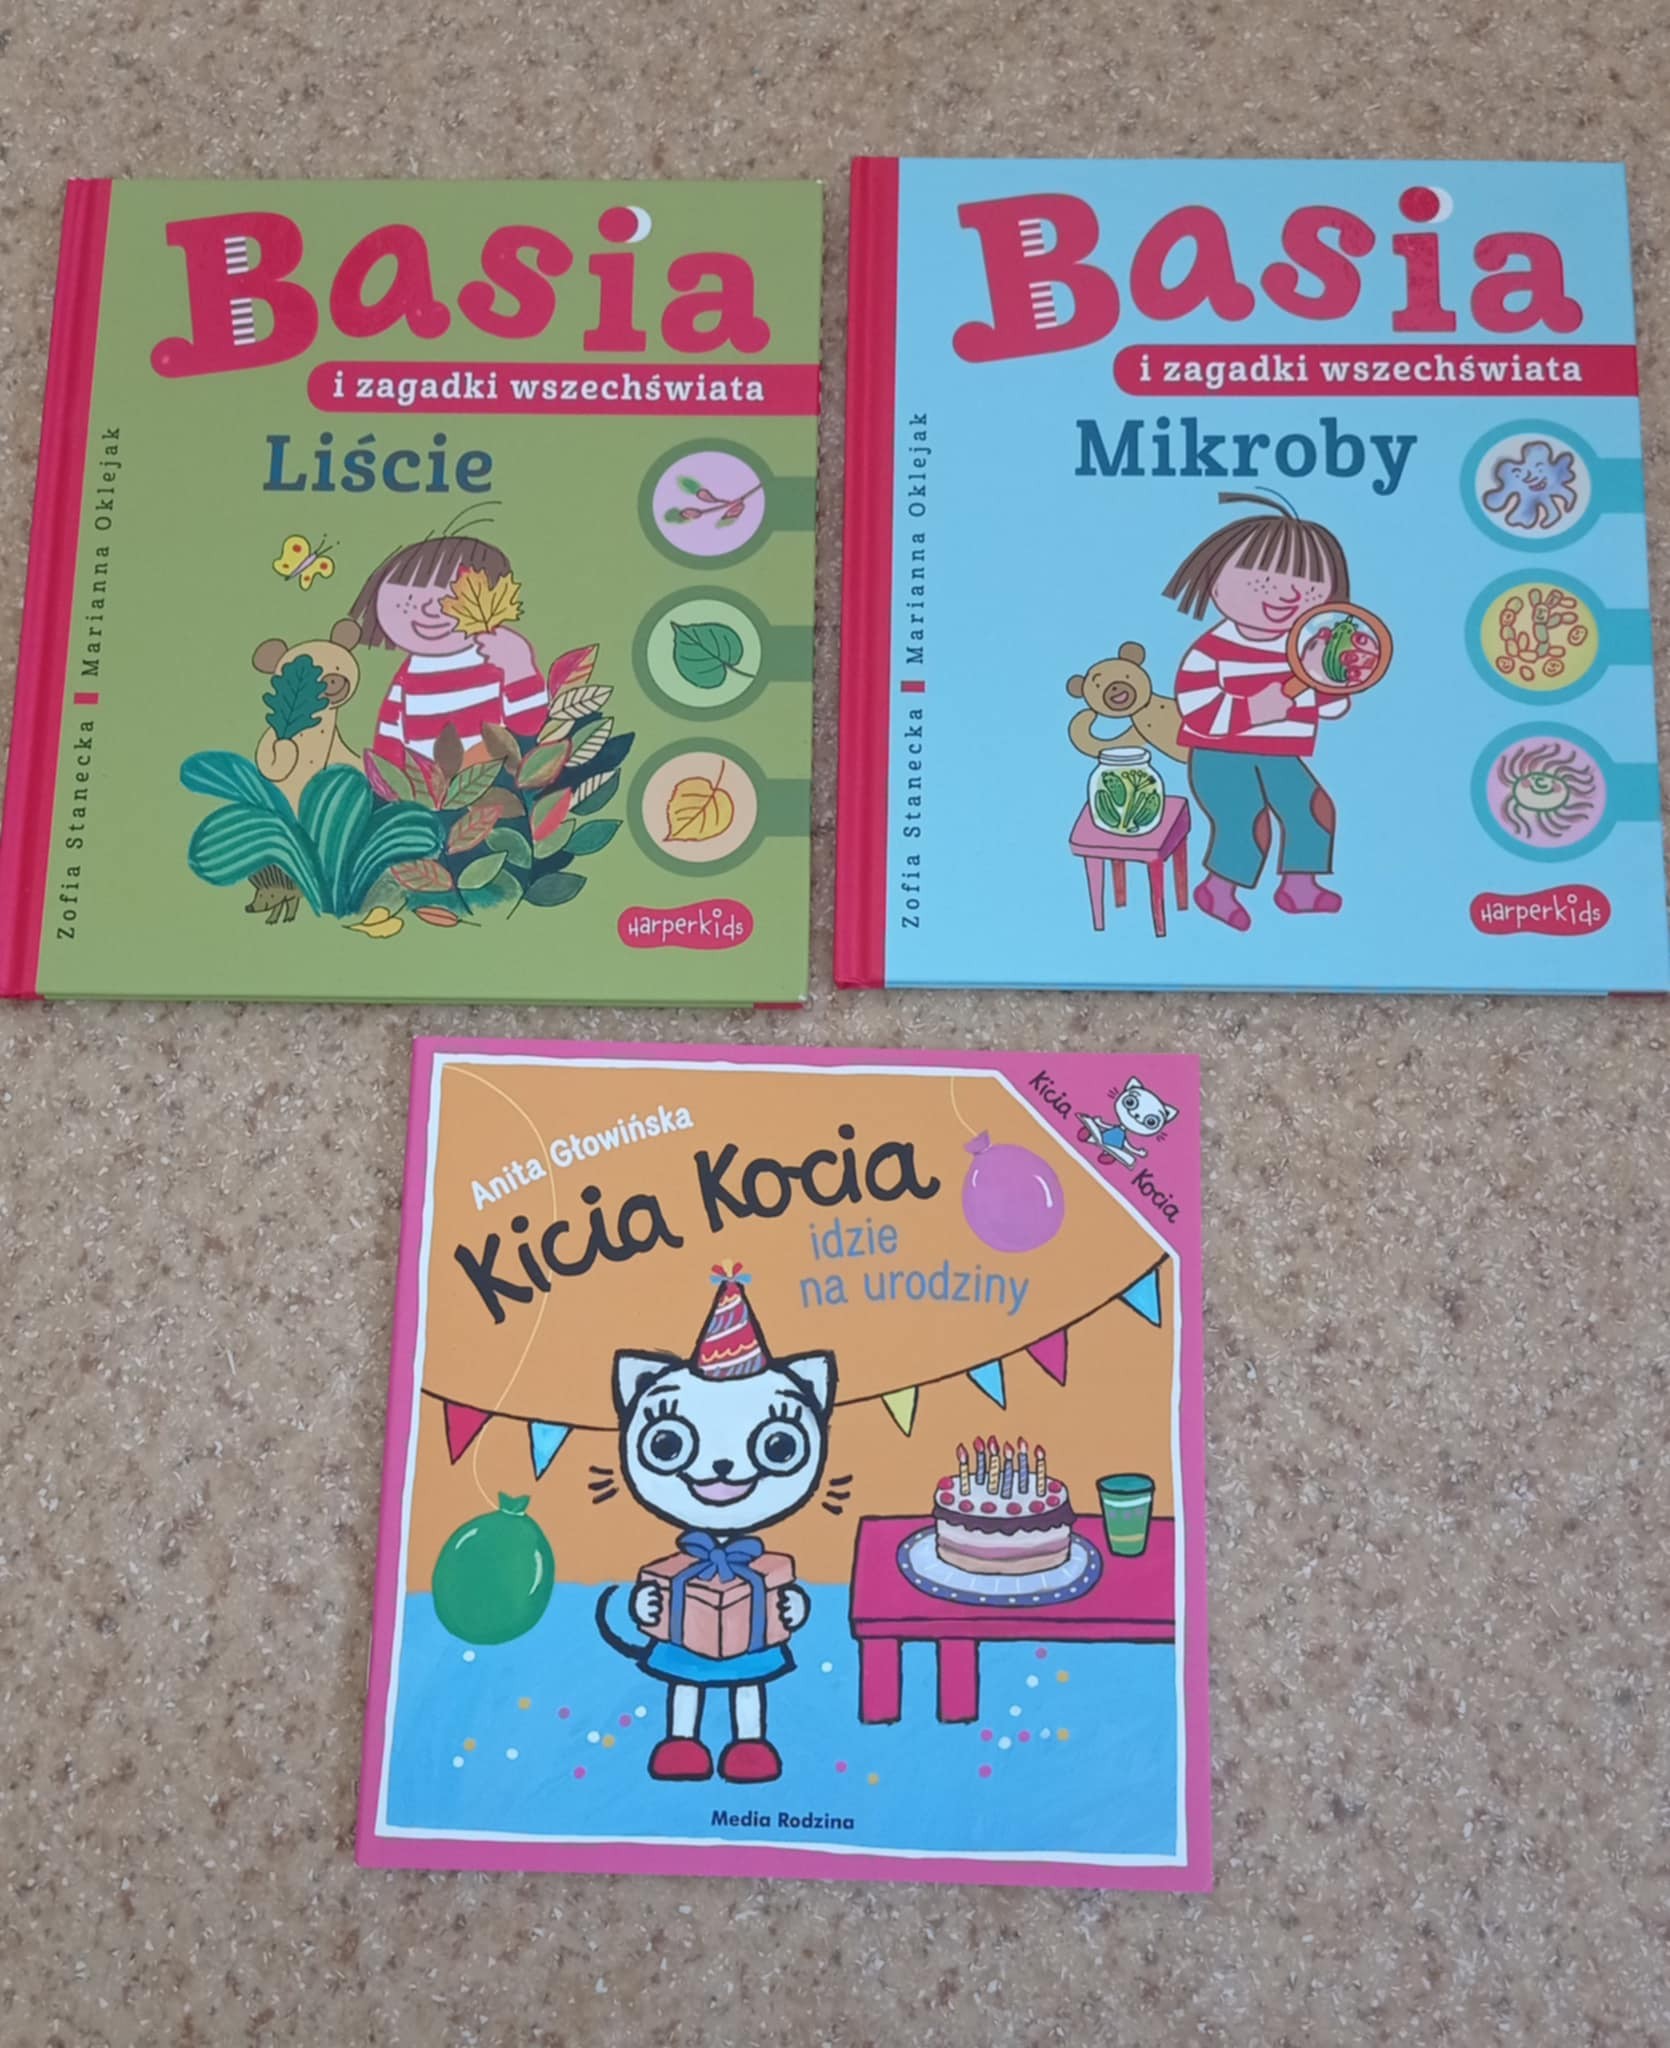 Basia
i zagadki wszechświata
Liście
Zofia Stanecka Marianna Oklejak
Harperkids
Basia
i zagadki wszechświata
Mikroby
Zofia Stanecka Marianna Oklejak
Harperkids
Kicia
Kocia
Anita Głowińska
Kicia Kocia
idzie
na urodziny
Media Rodzina